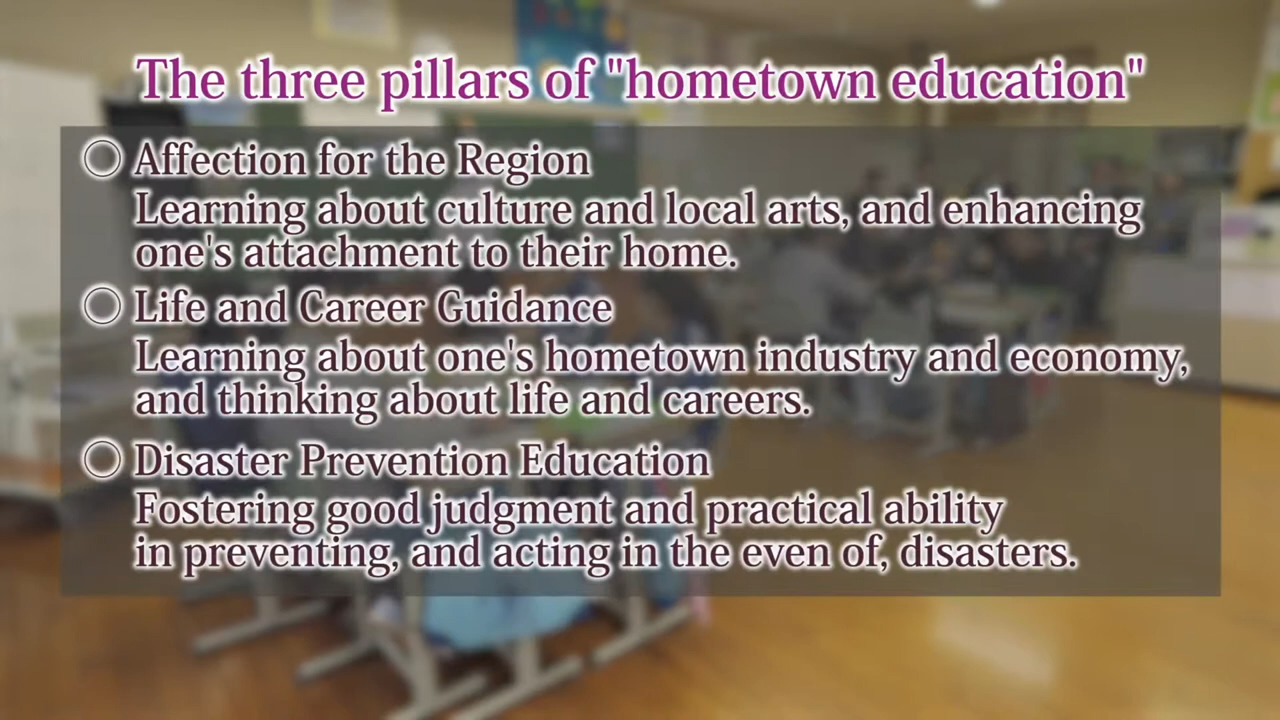 The three pillars of "hometown education"
○ Affection for the Region
Learning about culture and local arts, and enhancing
one's attachment to their home.
○ Life and Career Guidance
Learning about one's hometown industry and economy,
and thinking about life and careers.
○ Disaster Prevention Education
Fostering good judgment and practical ability
in preventing, and acting in the even of, disasters.